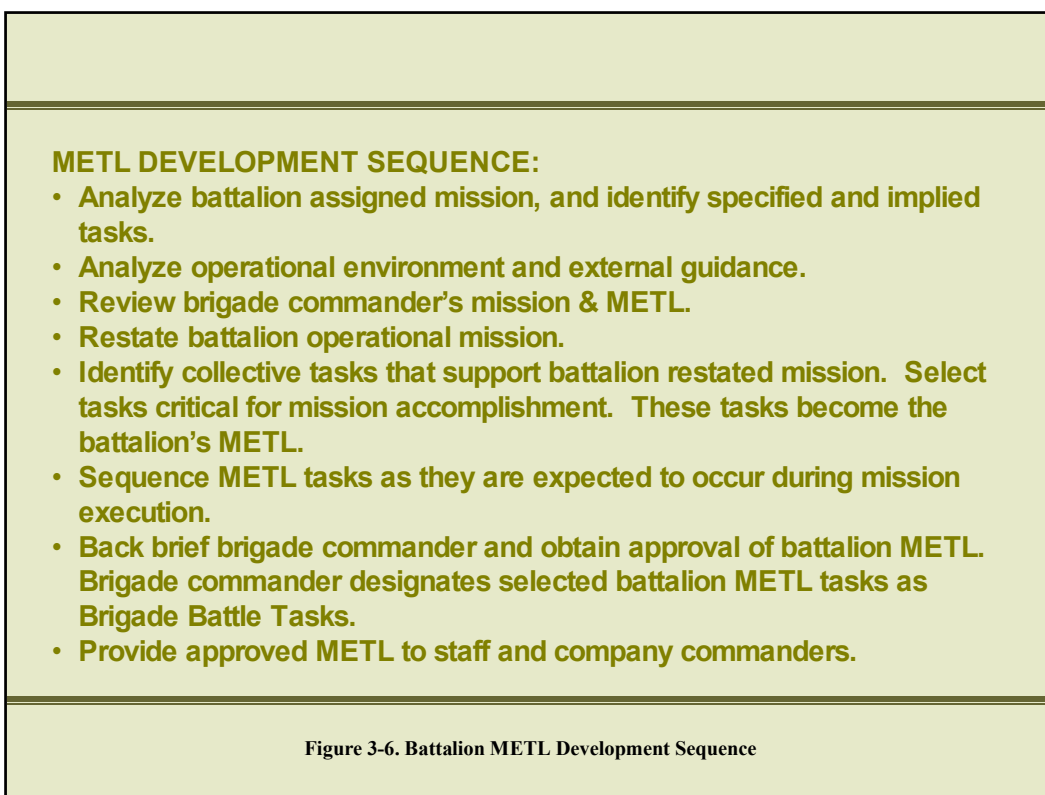 METL DEVELOPMENT SEQUENCE:
• Analyze battalion assigned mission, and identify specified and implied
tasks.
• Analyze operational environment and external guidance.
• Review brigade commander’s mission & METL.
• Restate battalion operational mission.
• Identify collective tasks that support battalion restated mission.  Select
tasks critical for mission accomplishment.  These tasks become the
battalion’s METL.
• Sequence METL tasks as they are expected to occur during mission
execution.
• Back brief brigade commander and obtain approval of battalion METL.
Brigade commander designates selected battalion METL tasks as
Brigade Battle Tasks.
• Provide approved METL to staff and company commanders.
Figure 3-6. Battalion METL Development Sequence